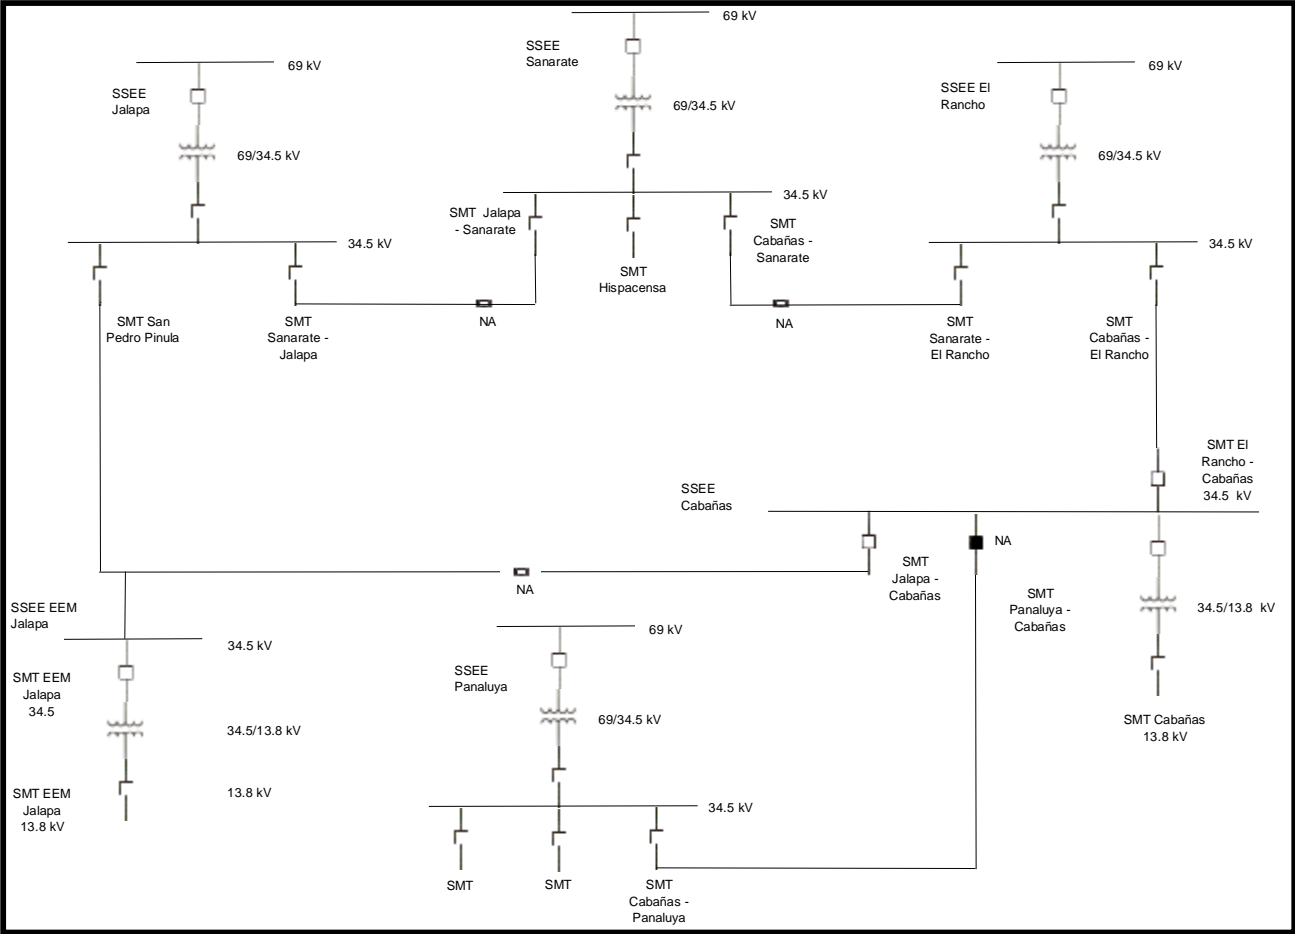 69 kV
SSEE
Sanarate
69 kV
69 kV
SSEE
Jalapa
SSEE El
Rancho
69/34.5 kV
69/34.5 kV
69/34.5 kV
34.5 kV
SMT Jalapa
- Sanarate
SMT
Cabañas -
Sanarate
34.5 kV
34.5 kV
SMT
Hispacensa
SMT San
Pedro Pinula
SMT
Sanarate -
Jalapa
NA
NA
SMT
Sanarate -
El Rancho
SMT
Cabañas -
El Rancho
SMT El
Rancho -
Cabañas
34.5 kV
SSEE
Cabañas
NA
SMT
Jalapa -
Cabañas
NA
SMT
Panaluya -
Cabañas
34.5/13.8 kV
SSEE EEM
Jalapa
34.5 kV
69 kV
SSEE
Panaluya
SMT EEM
Jalapa
34.5
69/34.5 kV
SMT Cabañas
13.8 kV
34.5/13.8 kV
SMT EEM
Jalapa
13.8 kV
13.8 kV
34.5 kV
SMT
SMT
SMT
Cabañas -
Panaluya